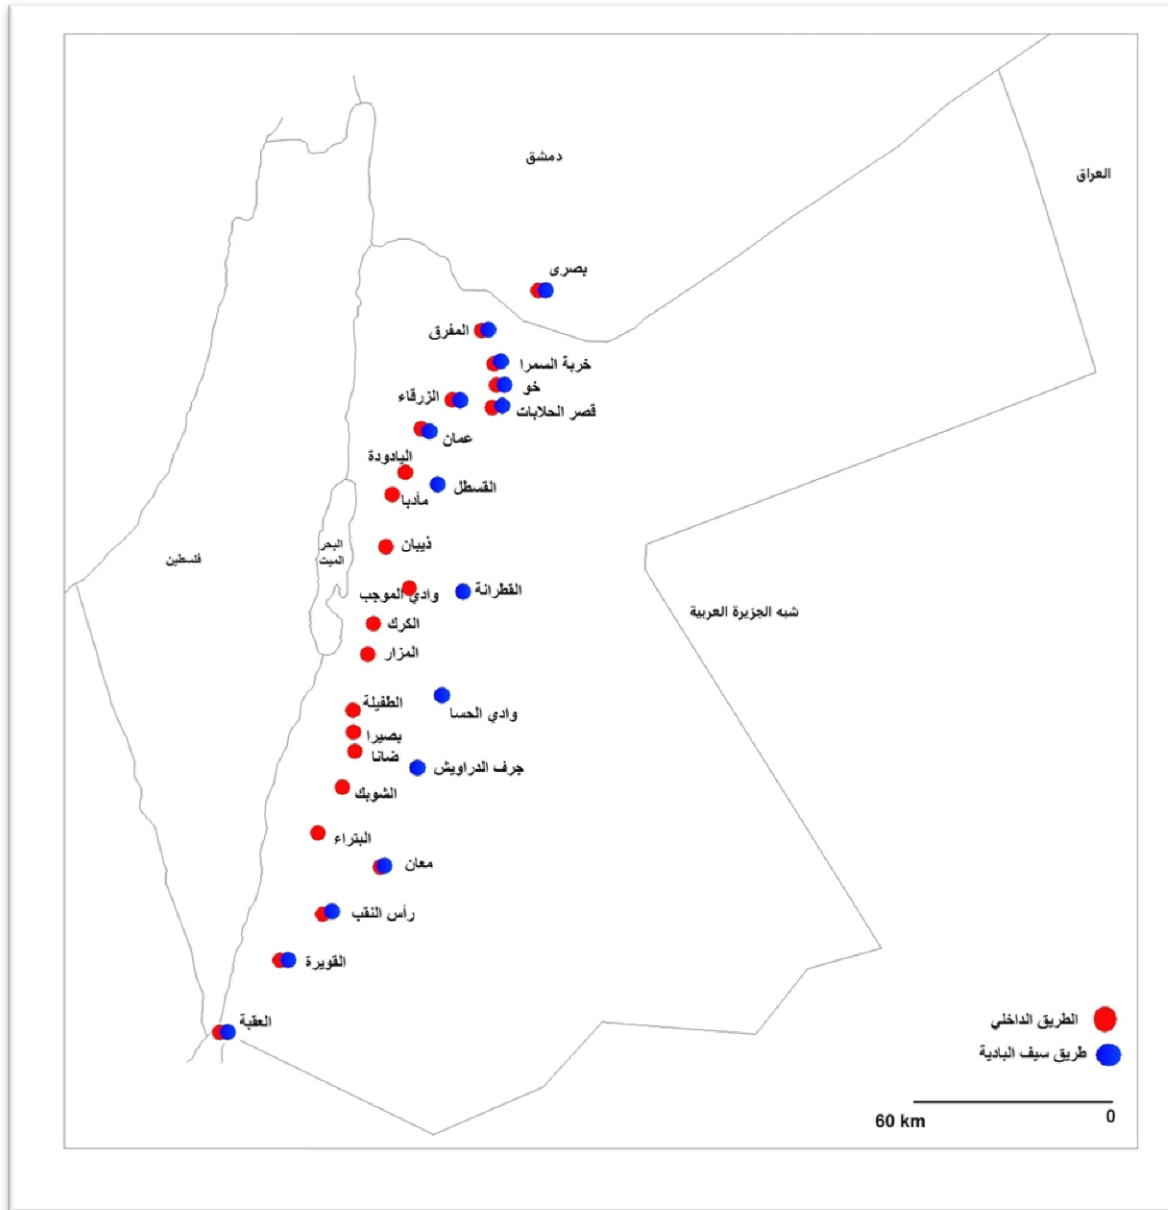 دمشق
العراق
بصرى
المفرق
خربة السمرا
خو
الزرقاء
قصر الحلابات
عمان
اليادودة
القسطل
مأدبا
ذيبان
البحر
الميت
فلسطين
القطرانة
وادي الموجب
شبه الجزيرة العربية
الكرك
المزار
الطفيلة
وادي الحسا
بصيرا
ضانا
جرف الدراويش
الشوبك
البتراء
معان
رأس النقب
القويرة
العقبة
الطريق الداخلي
طريق سيف البادية
60 km 0